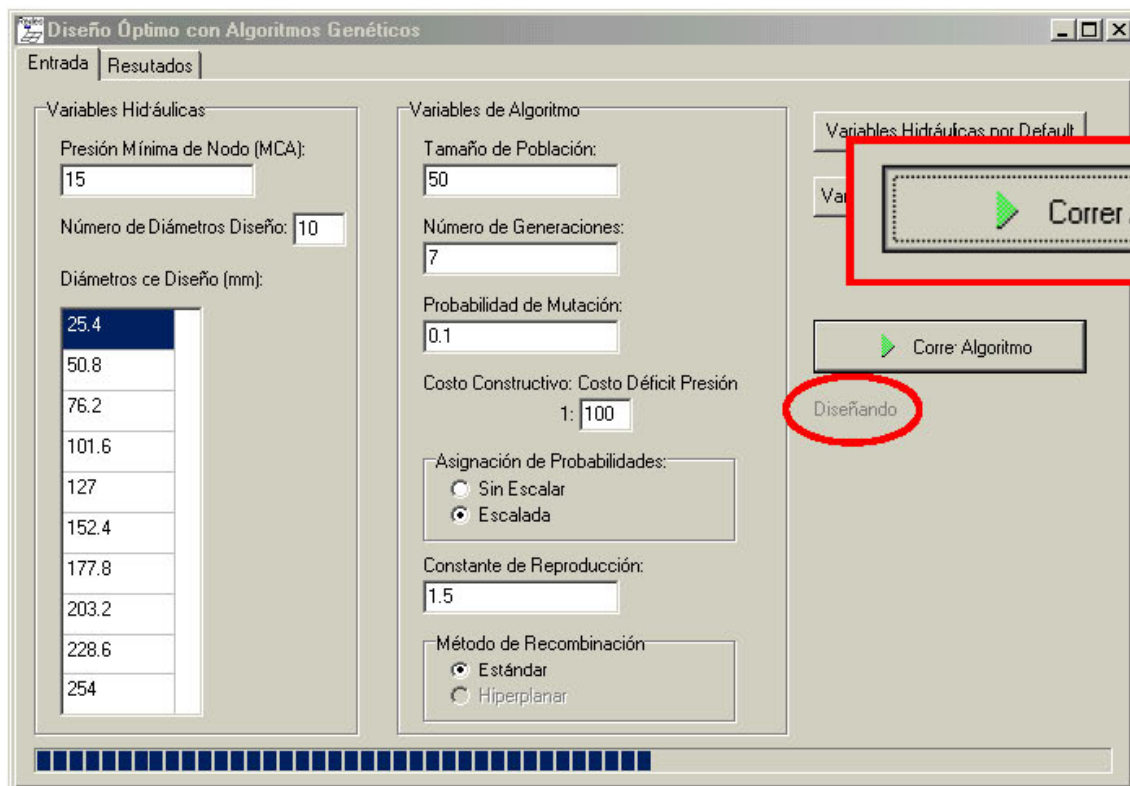 Diseño Óptimo con Algoritmos Genéticos
Entrada
Resutados
Variables Hidráulicas
Presión Mínima de Nodo (MCA):
15
Número de Diámetros Diseño:
10
Diámetros ce Diseño (mm):
25.4
50.8
76.2
101.6
127
152.4
177.8
203.2
228.6
254
Variables de Algoritmo
Tamaño de Población:
50
Número de Generaciones:
7
Probabilidad de Mutación:
0.1
Costo Constructivo: Costo Déficit Presión
1:
100
Asignación de Probabilidades:
Sin Escalar
Escalada
Constante de Reproducción:
1.5
Método de Recombinación
Estándar
Hiperplanar
Variables Hidráulicas por Default
Correr
Corre Algoritmo
Diseñando